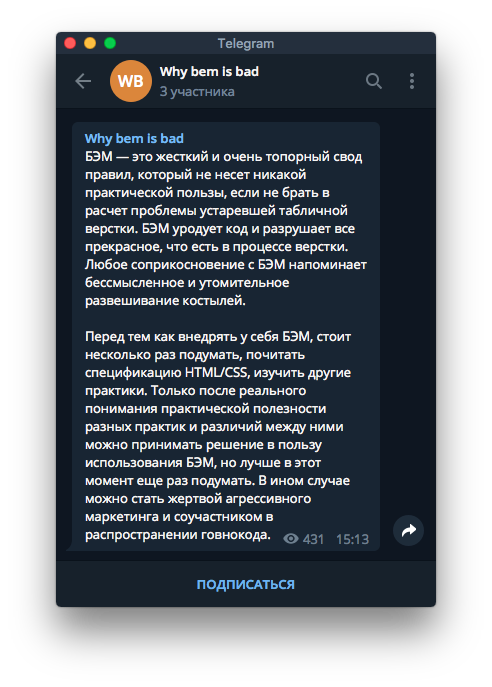 Telegram
WB
Why bem is bad
3 участника
Why bem is bad
БЭМ — это жесткий и очень топорный свод
правил, который не несет никакой
практической пользы, если не брать в
расчет проблемы устаревшей табличной
верстки. БЭМ уродует код и разрушает все
прекрасное, что есть в процессе верстки.
Любое соприкосновение с БЭМ напоминает
бессмысленное и утомительное
развешивание костылей.
Перед тем как внедрять у себя БЭМ, стоит
несколько раз подумать, почитать
спецификацию HTML/CSS, изучить другие
практики. Только после реального
понимания практической полезности
разных практик и различий между ними
можно принимать решение в пользу
использования БЭМ, но лучше в этот
момент еще раз подумать. В ином случае
можно стать жертвой агрессивного
маркетинга и соучастником в
распространении говнокода.
431 15:13
ПОДПИСАТЬСЯ